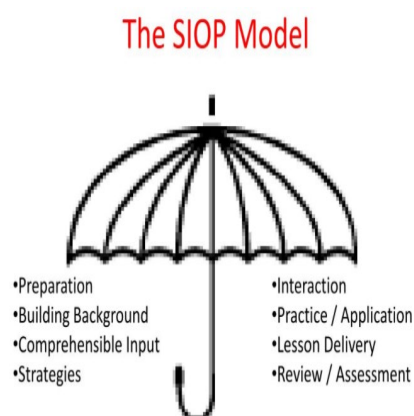 The SIOP Model
•Preparation
•Building Background
•Comprehensible Input
•Strategies
•Interaction
•Practice / Application
•Lesson Delivery
•Review / Assessment